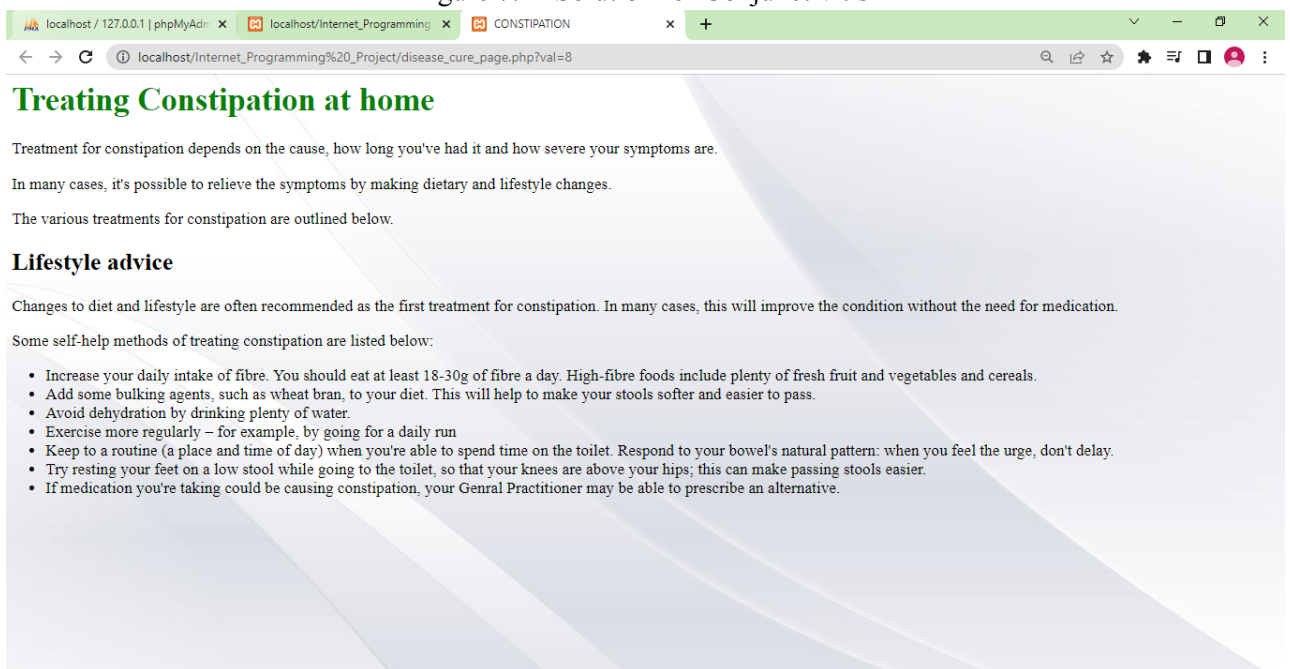 localhost / 127.0.0.1 | phpMyAdm
localhost/Internet_Programming
CONSTIPATION
localhost/Internet_Programming%20_Project/disease_cure_page.php?val=8
Treating Constipation at home
Treatment for constipation depends on the cause, how long you've had it and how severe your symptoms are.
In many cases, it's possible to relieve the symptoms by making dietary and lifestyle changes.
The various treatments for constipation are outlined below.
Lifestyle advice
Changes to diet and lifestyle are often recommended as the first treatment for constipation. In many cases, this will improve the condition without the need for medication.
Some self-help methods of treating constipation are listed below:
• Increase your daily intake of fibre. You should eat at least 18-30g of fibre a day. High-fibre foods include plenty of fresh fruit and vegetables and cereals.
• Add some bulking agents, such as wheat bran, to your diet. This will help to make your stools softer and easier to pass.
• Avoid dehydration by drinking plenty of water.
• Exercise more regularly – for example, by going for a daily run
• Keep to a routine (a place and time of day) when you're able to spend time on the toilet. Respond to your bowel's natural pattern: when you feel the urge, don't delay.
• Try resting your feet on a low stool while going to the toilet, so that your knees are above your hips; this can make passing stools easier.
• If medication you're taking could be causing constipation, your Genral Practitioner may be able to prescribe an alternative.